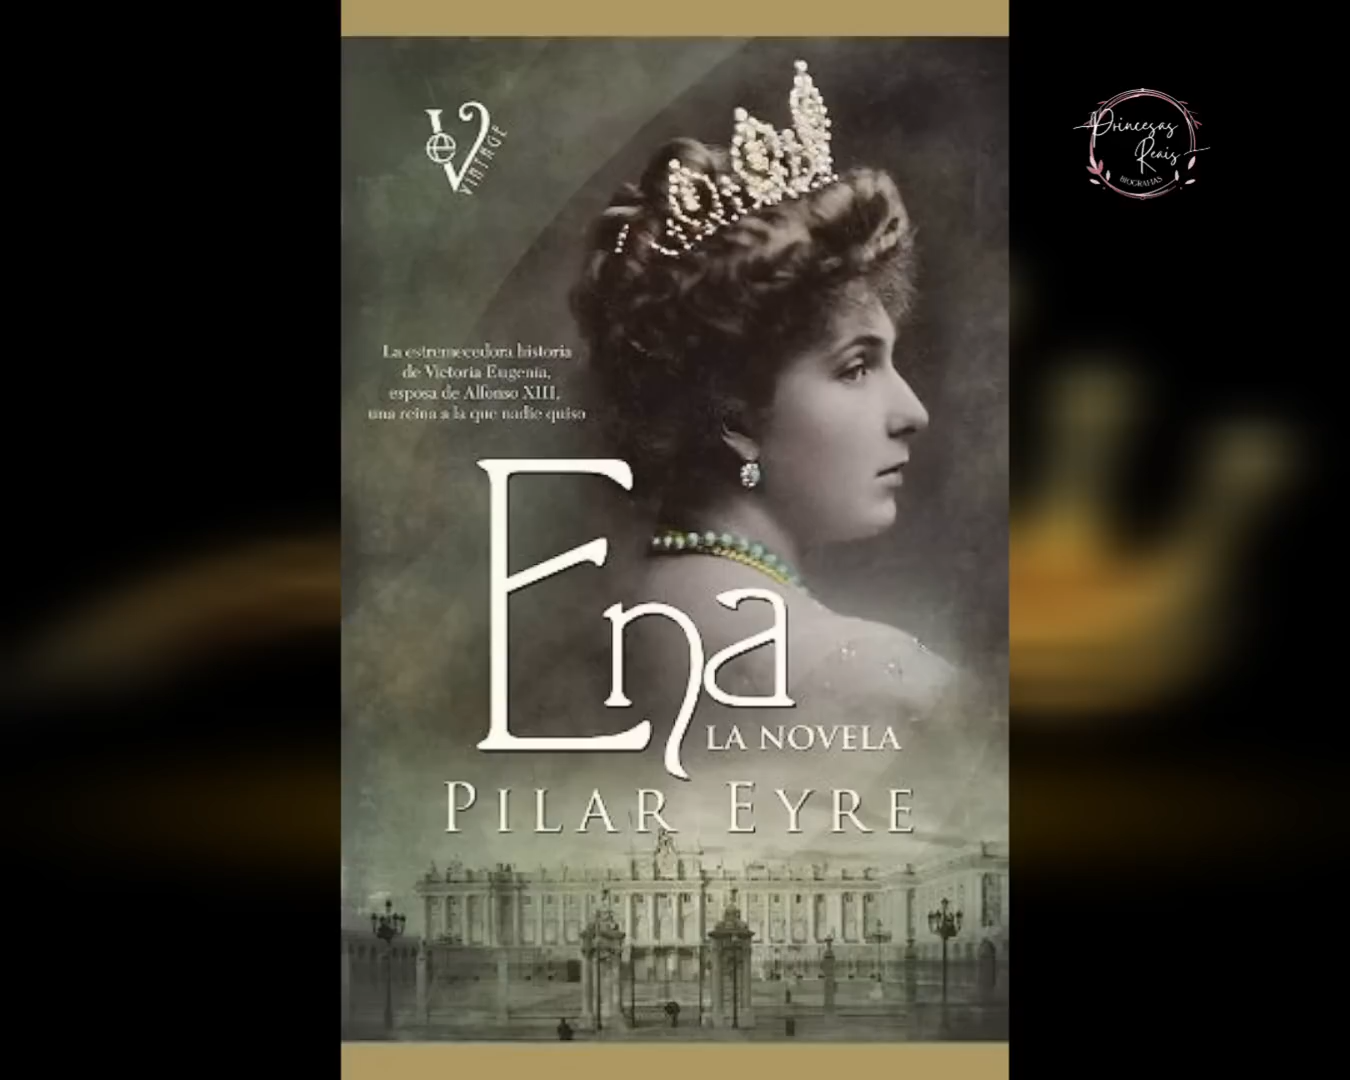 VINTAGE
Princesas
Reais
BIOGRAFIAS
La estremecedora historia
de Victoria Eugenia,
esposa de Alfonso XIII,
una reina a la que nadie quiso
Ena
LA NOVELA
PILAR EYRE